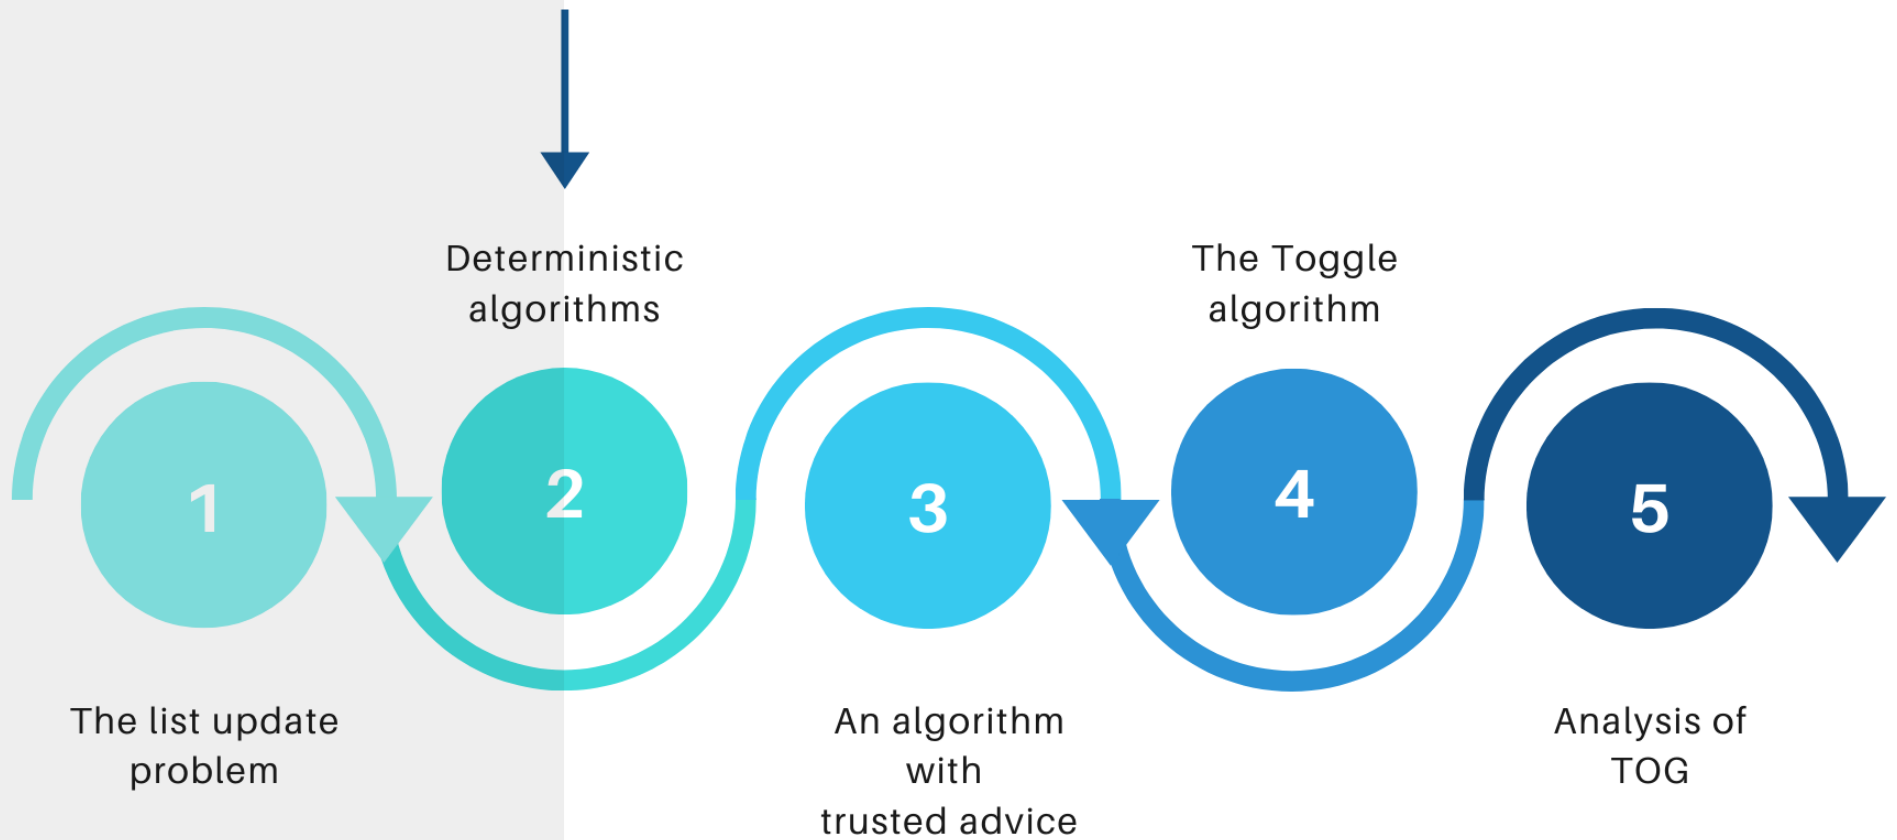 1
The list update
problem
Deterministic
algorithms
2
3
An algorithm
with
trusted advice
The Toggle
algorithm
4
5
Analysis of
TOG